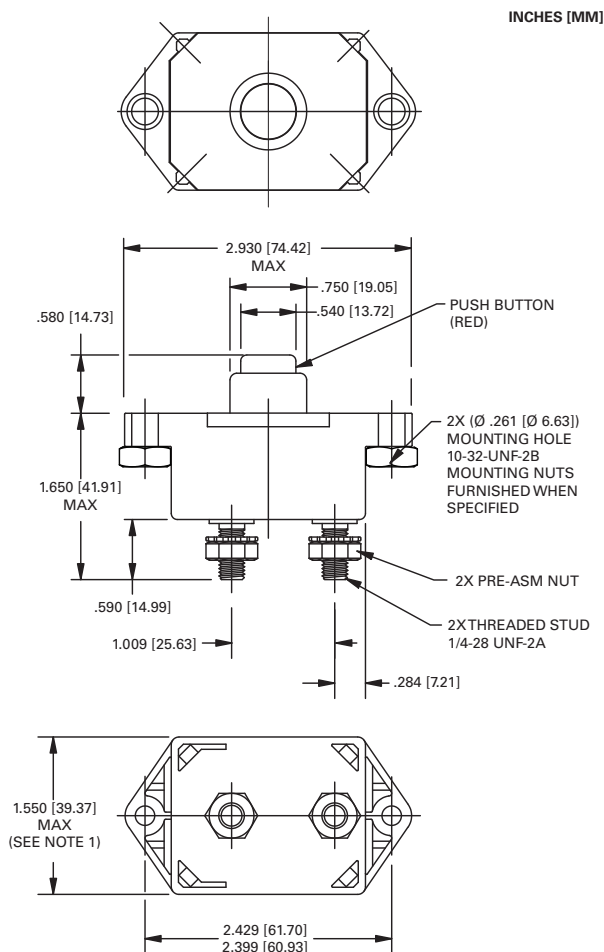 INCHES [MM]
2.930 [74.42]
MAX
.750 [19.05]
.540 [13.72]
.580 [14.73]
PUSH BUTTON
(RED)
2X (Ø .261 [Ø 6.63])
MOUNTING HOLE
10-32-UNF-2B
MOUNTING NUTS
FURNISHED WHEN
SPECIFIED
1.650 [41.91]
MAX
2X PRE-ASM NUT
.590 [14.99]
2X THREADED STUD
1/4-28 UNF-2A
1.009 [25.63]
.284 [7.21]
1.550 [39.37]
MAX
(SEE NOTE 1)
2.429 [61.70]
2.399 [60.93]